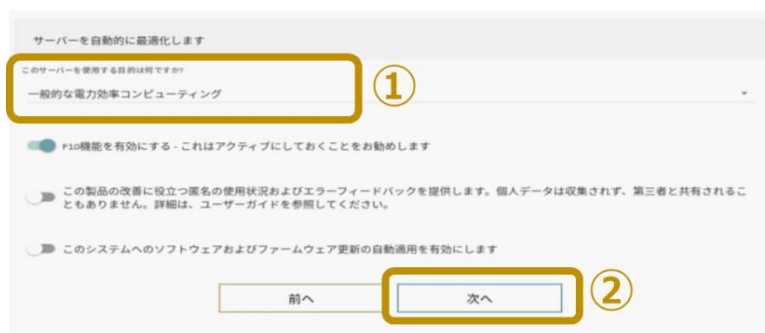 サーバーを自動的に最適化します
このサーバーを使用する目的は何ですか?
①
一般的な電力効率コンピューティング
F10機能を有効にする - これはアクティブにしておくことをお勧めします
この製品の改善に役立つ匿名の使用状況およびエラーフィードバックを提供します。個人データは収集されず、第三者と共有されるこ
ともありません。詳細は、ユーザーガイドを参照してください。
このシステムへのソフトウェアおよびファームウェア更新の自動適用を有効にします
前へ
次へ
②